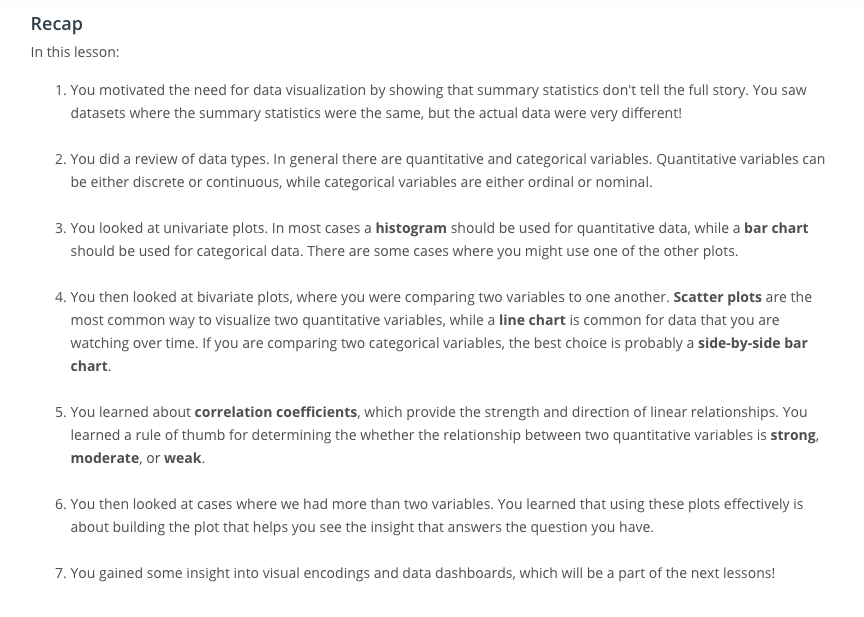 Recap
In this lesson:
1. You motivated the need for data visualization by showing that summary statistics don't tell the full story. You saw
datasets where the summary statistics were the same, but the actual data were very different!
2. You did a review of data types. In general there are quantitative and categorical variables. Quantitative variables can
be either discrete or continuous, while categorical variables are either ordinal or nominal.
3. You looked at univariate plots. In most cases a histogram should be used for quantitative data, while a bar chart
should be used for categorical data. There are some cases where you might use one of the other plots.
4. You then looked at bivariate plots, where you were comparing two variables to one another. Scatter plots are the
most common way to visualize two quantitative variables, while a line chart is common for data that you are
watching over time. If you are comparing two categorical variables, the best choice is probably a side-by-side bar
chart.
5. You learned about correlation coefficients, which provide the strength and direction of linear relationships. You
learned a rule of thumb for determining the whether the relationship between two quantitative variables is strong,
moderate, or weak.
6. You then looked at cases where we had more than two variables. You learned that using these plots effectively is
about building the plot that helps you see the insight that answers the question you have.
7. You gained some insight into visual encodings and data dashboards, which will be a part of the next lessons!